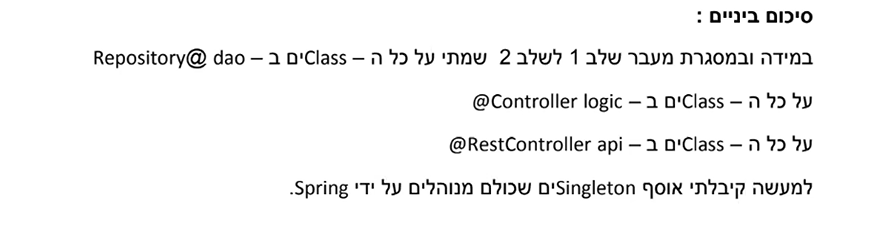 סיכום ביניים :
במידה ובמסגרת מעבר שלב 1 לשלב 2 שמתי על כל ה – Classים ב – dao @Repository
על כל ה – Classים ב – logic Controller@
על כל ה – Classים ב – api RestController@
למעשה קיבלתי אוסף Singletonים שכולם מנוהלים על ידי Spring.